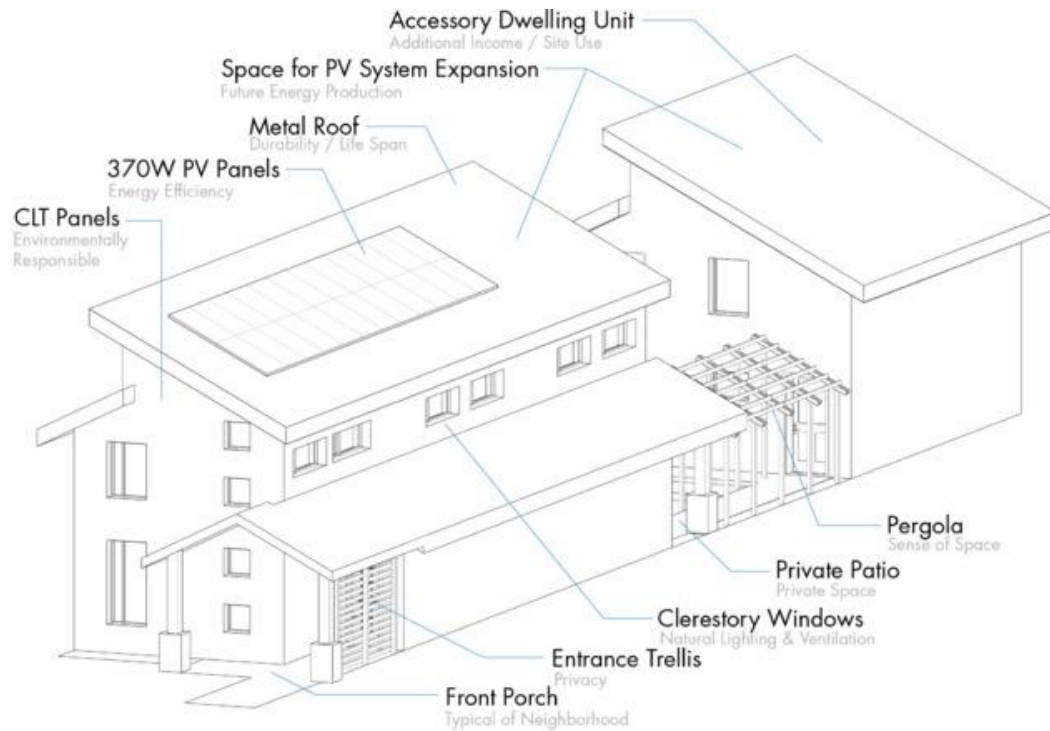 Accessory Dwelling Unit
Additional Income / Site Use
Space for PV System Expansion
Future Energy Production
Metal Roof
Durability / Life Span
370W PV Panels
Energy Efficiency
CLT Panels
Environmentally
Responsible
Pergola
Sense of Space
Private Patio
Private Space
Clerestory Windows
Natural Lighting & Ventilation
Entrance Trellis
Privacy
Front Porch
Typical of Neighborhood